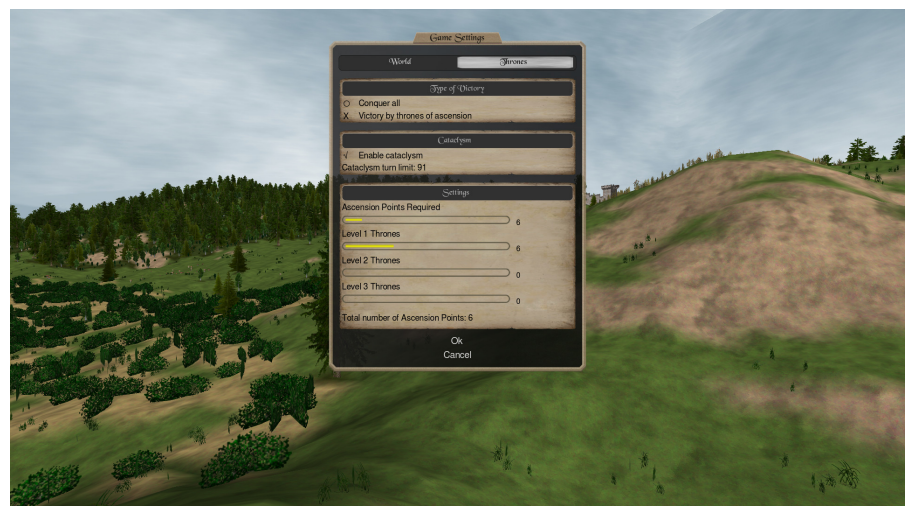 Game Settings
World Thrones
Type of Victory
O Conquer all
X Victory by thrones of ascension
Cataclysm
√ Enable cataclysm
Cataclysm turn limit: 91
Settings
Ascension Points Required
6
Level 1 Thrones
6
Level 2 Thrones
0
Level 3 Thrones
0
Total number of Ascension Points: 6
Ok
Cancel